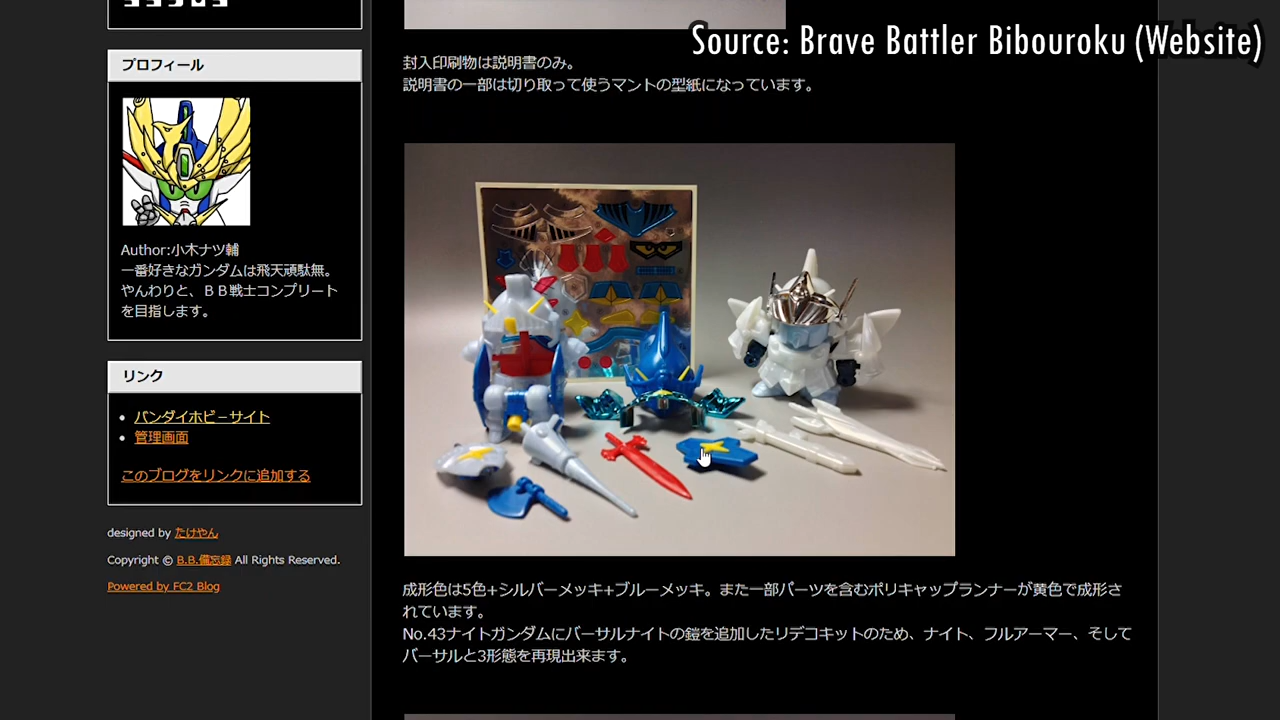 Source: Brave Battler Bibouroku (Website)
プロフィール
Author:小木ナツ輔
一番好きなガンダムは飛天頑駄無。
やんわりと、ＢＢ戦士コンプリート
を目指します。
リンク
バンダイホビーサイト
管理画面
このブログをリンクに追加する
designed by たけやん
Copyright © B.B.備忘録 All Rights Reserved.
Powered by FC2 Blog
封入印刷物は説明書のみ。
説明書の一部は切り取って使うマントの型紙になっています。
成形色は5色+シルバーメッキ+ブルーメッキ。また一部パーツを含むポリキャップランナーが黄色で成形さ
れています。
No.43ナイトガンダムにバーサルナイトの鎧を追加したリデコキットのため、ナイト、フルアーマー、そして
バーサルと3形態を再現出来ます。